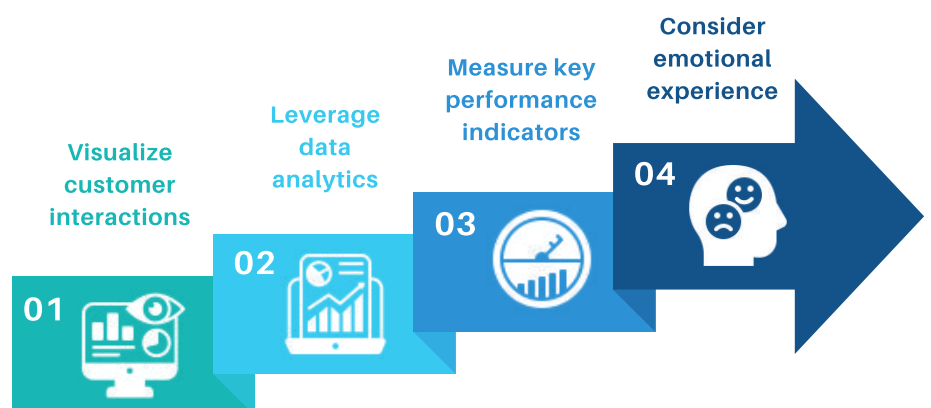 01
Visualize
customer
interactions
02
Leverage
data
analytics
03
Measure key
performance
indicators
04
Consider
emotional
experience